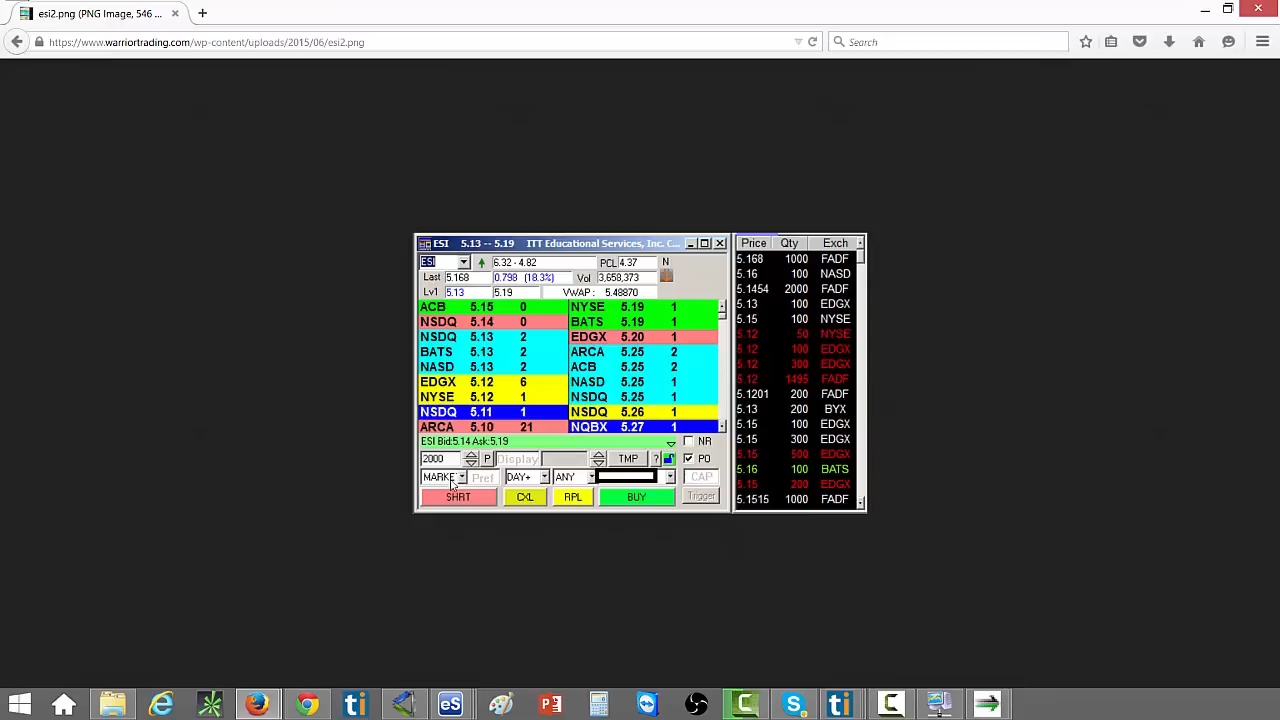 esi2.png (PNG Image, 546 ...
https://www.warriortrading.com/wp-content/uploads/2015/06/esi2.png
Search
ESI 5.13 -- 5.19 ITT Educational Services, Inc. C...
ESI 6.32 - 4.82 PCL 4.37 N
Last 5.168 0.798 (18.3%) Vol 3,658,373
Lv1 5.13 5.19 VWAP : 5.48870
ACB 5.15 0 NYSE 5.19 1
NSDQ 5.14 0 BATS 5.19 1
NSDQ 5.13 2 EDGX 5.20 1
BATS 5.13 2 ARCA 5.25 2
NASD 5.13 2 ACB 5.25 2
EDGX 5.12 6 NASD 5.25 1
NYSE 5.12 1 NSDQ 5.25 1
NSDQ 5.11 1 NSDQ 5.26 1
ARCA 5.10 21 NQBX 5.27 1
ESI Bid:5.14 Ask:5.19 NR
2000 P Display TMP ? PO
MARKE Pref DAY+ ANY CAP
SHRT CXL RPL BUY Trigger
Price Qty Exch
5.168 1000 FADF
5.16 100 NASD
5.1454 2000 FADF
5.13 100 EDGX
5.15 100 NYSE
5.12 50 NYSE
5.12 100 EDGX
5.12 300 EDGX
5.12 1495 FADF
5.1201 200 FADF
5.13 200 BYX
5.15 100 EDGX
5.15 300 EDGX
5.15 500 EDGX
5.16 100 BATS
5.16 200 EDGX
5.1515 1000 FADF